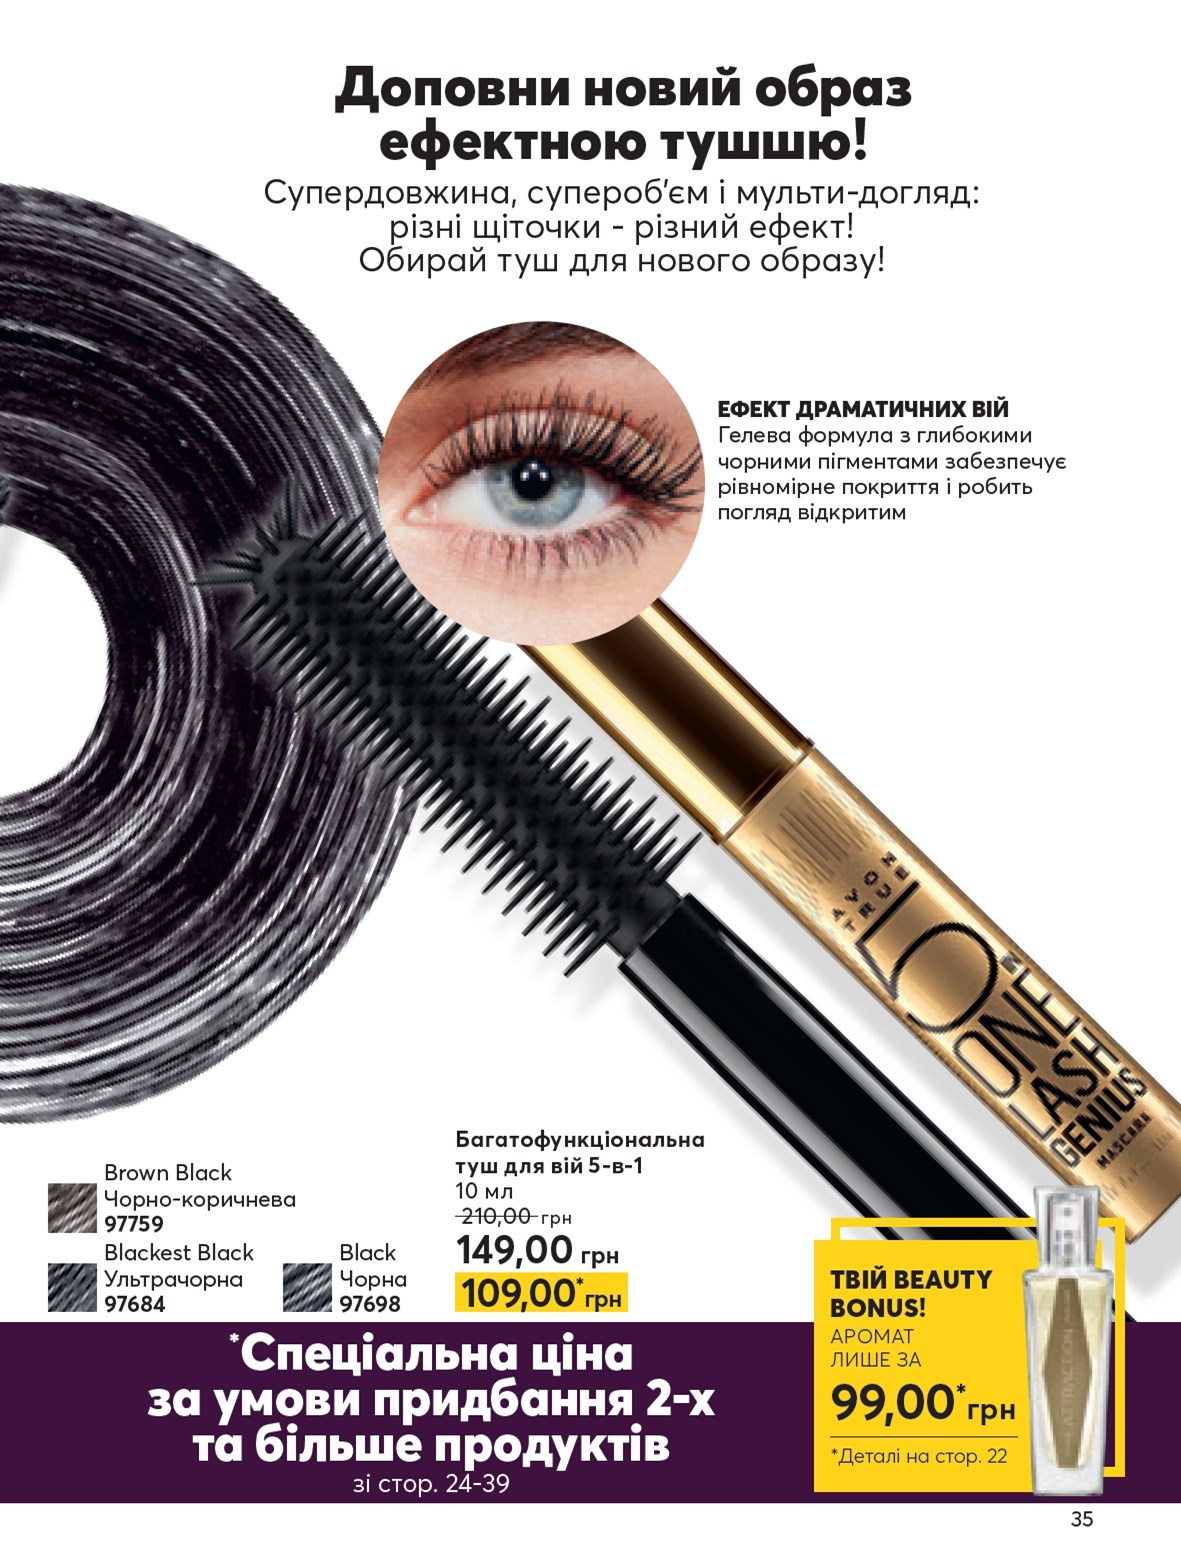 Доповни новий образ
ефектною тушшю!
Супердовжина, супероб’єм і мульти-догляд:
різні щіточки - різний ефект!
Обирай туш для нового образу!
ЕФЕКТ ДРАМАТИЧНИХ ВІЙ
Гелева формула з глибокими
чорними пігментами забезпечує
рівномірне покриття і робить
погляд відкритим
AVON
TRUE
5
ONE
LASH
GENIUS
MASCARA
Brown Black
Чорно-коричнева
97759
Blackest Black
Ультрачорна
97684
Black
Чорна
97698
Багатофункціональна
туш для вій 5-в-1
10 мл
210,00 грн
149,00 грн
109,00*грн
*Спеціальна ціна
за умови придбання 2-х
та більше продуктів
зі стор. 24-39
ТВІЙ BEAUTY
BONUS!
АРОМАТ
ЛИШЕ ЗА
99,00*грн
*Деталі на стор. 22
ATTRACTION
35